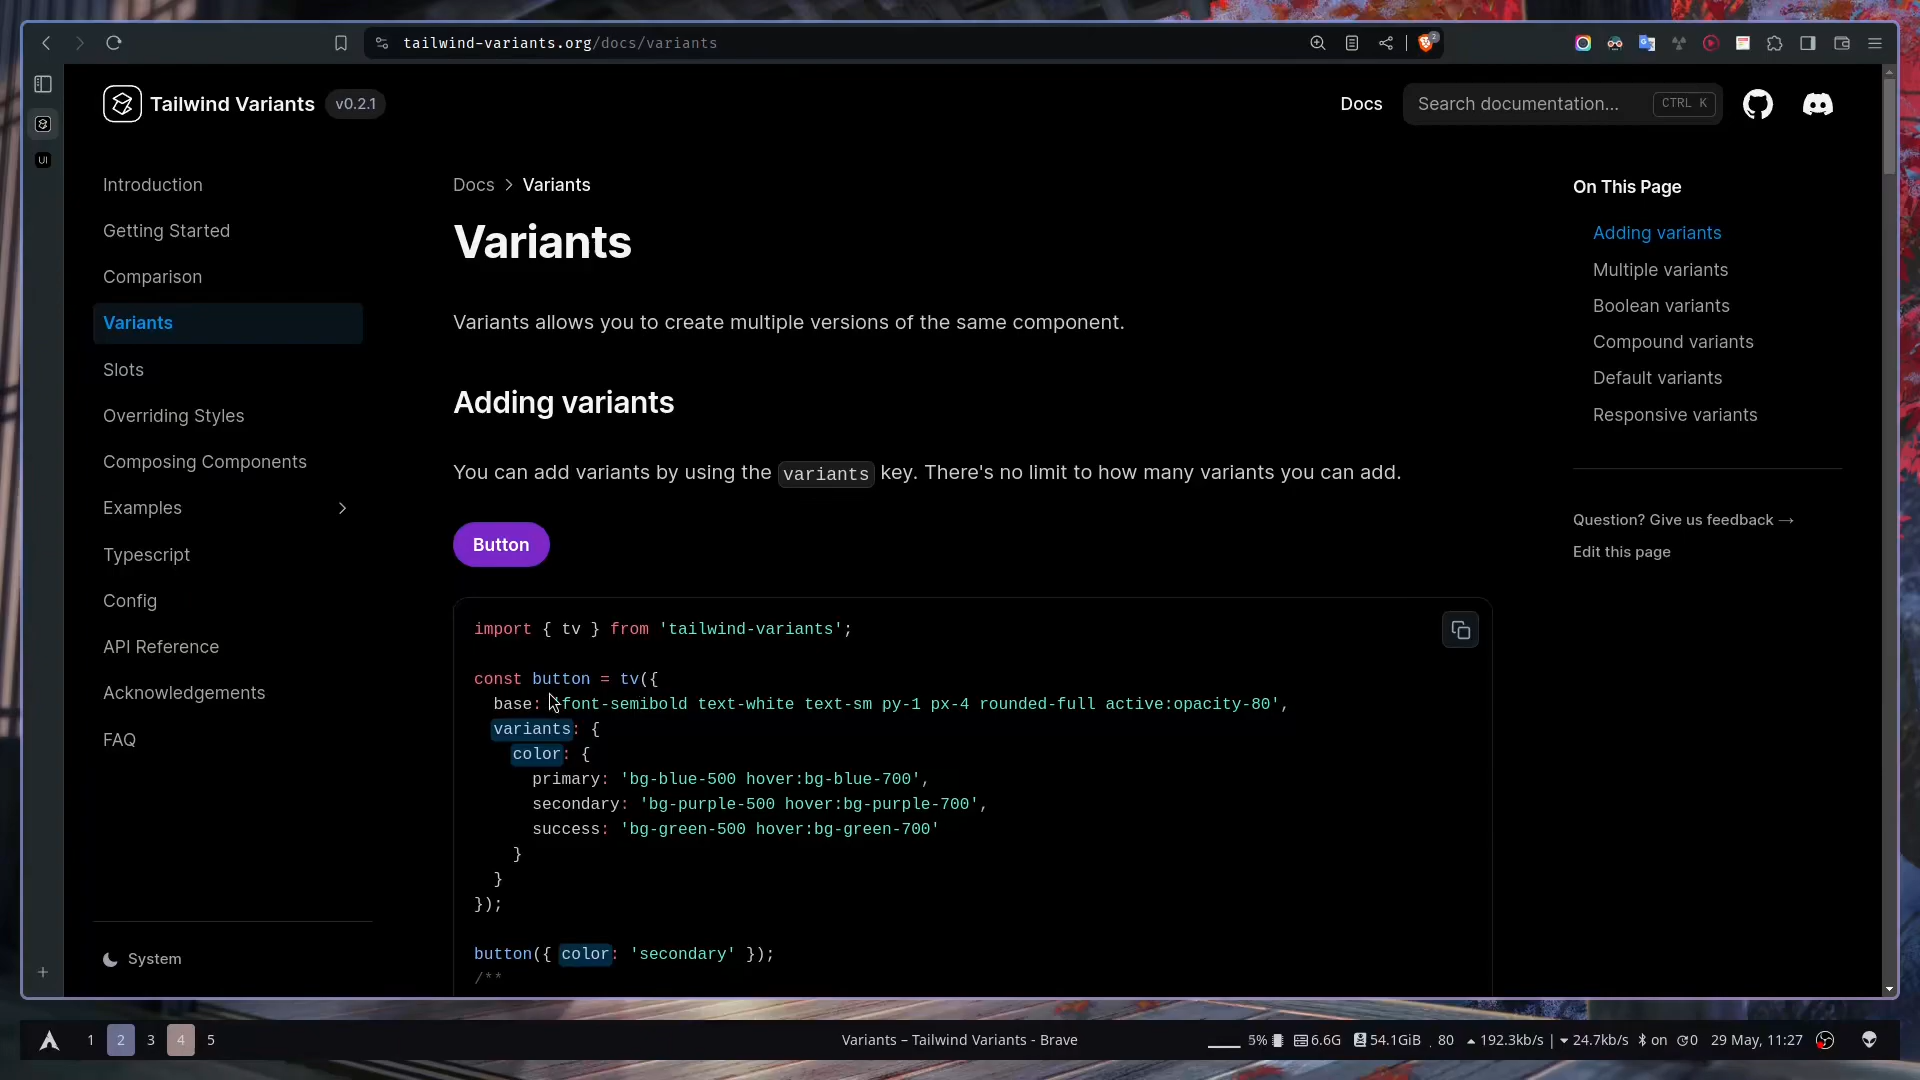 tailwind-variants.org/docs/variants
2
Tailwind Variants v0.2.1
Docs
Search documentation...
CTRL K
UI
Introduction
Getting Started
Comparison
Variants
Slots
Overriding Styles
Composing Components
Examples
Typescript
Config
API Reference
Acknowledgements
FAQ
System
Docs > Variants
Variants
Variants allows you to create multiple versions of the same component.
Adding variants
You can add variants by using the variants key. There's no limit to how many variants you can add.
Button
import { tv } from 'tailwind-variants';
const button = tv({
base: 'font-semibold text-white text-sm py-1 px-4 rounded-full active:opacity-80',
variants: {
color: {
primary: 'bg-blue-500 hover:bg-blue-700',
secondary: 'bg-purple-500 hover:bg-purple-700',
success: 'bg-green-500 hover:bg-green-700'
}
}
});
button({ color: 'secondary' });
/**
On This Page
Adding variants
Multiple variants
Boolean variants
Compound variants
Default variants
Responsive variants
Question? Give us feedback →
Edit this page
1 2 3 4 5
Variants – Tailwind Variants - Brave
5% 6.6G 54.1GiB 80 192.3kb/s | 24.7kb/s on 0 29 May, 11:27